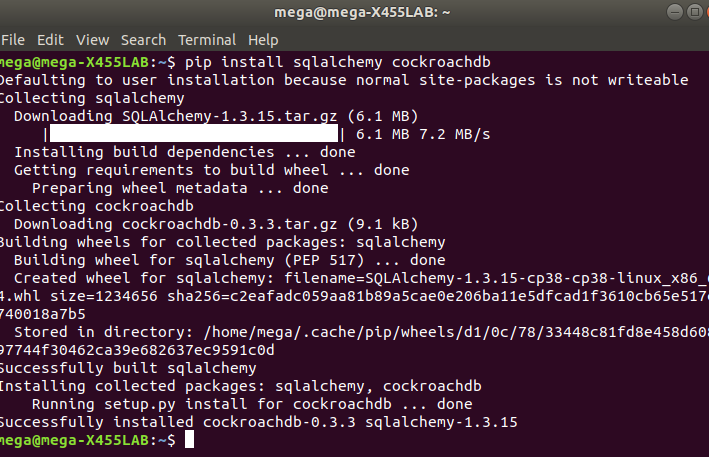 mega@mega-X455LAB: ~
File Edit View Search Terminal Help
mega@mega-X455LAB:~$ pip install sqlalchemy cockroachdb
Defaulting to user installation because normal site-packages is not writeable
Collecting sqlalchemy
Downloading SQLAlchemy-1.3.15.tar.gz (6.1 MB)
| | 6.1 MB 7.2 MB/s
Installing build dependencies ... done
Getting requirements to build wheel ... done
Preparing wheel metadata ... done
Collecting cockroachdb
Downloading cockroachdb-0.3.3.tar.gz (9.1 kB)
Building wheels for collected packages: sqlalchemy
Building wheel for sqlalchemy (PEP 517) ... done
Created wheel for sqlalchemy: filename=SQLAlchemy-1.3.15-cp38-cp38-linux_x86_6
4.whl size=1234656 sha256=c2eafadc059aa81b89a5cae0e206ba11e5dfcad1f3610cb65e517c
740018a7b5
Stored in directory: /home/mega/.cache/pip/wheels/d1/0c/78/33448c81fd8e458d608
97744f30462ca39e682637ec9591c0d
Successfully built sqlalchemy
Installing collected packages: sqlalchemy, cockroachdb
Running setup.py install for cockroachdb ... done
Successfully installed cockroachdb-0.3.3 sqlalchemy-1.3.15
mega@mega-X455LAB:~$